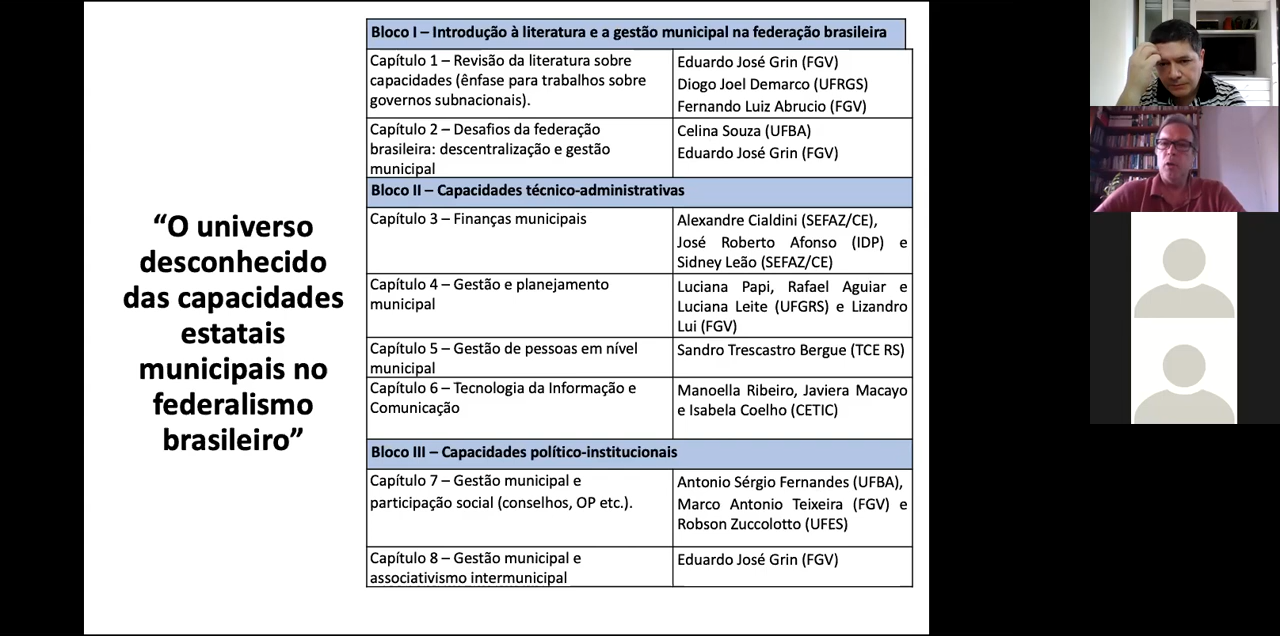 “O universo
desconhecido
das capacidades
estatais
municipais no
federalismo
brasileiro”
Bloco I – Introdução à literatura e a gestão municipal na federação brasileira
Capítulo 1 – Revisão da literatura sobre
capacidades (ênfase para trabalhos sobre
governos subnacionais).
Eduardo José Grin (FGV)
Diogo Joel Demarco (UFRGS)
Fernando Luiz Abrucio (FGV)
Capítulo 2 – Desafios da federação
brasileira: descentralização e gestão
municipal
Celina Souza (UFBA)
Eduardo José Grin (FGV)
Bloco II – Capacidades técnico-administrativas
Capítulo 3 – Finanças municipais
Alexandre Cialdini (SEFAZ/CE),
José Roberto Afonso (IDP) e
Sidney Leão (SEFAZ/CE)
Capítulo 4 – Gestão e planejamento
municipal
Luciana Papi, Rafael Aguiar e
Luciana Leite (UFGRS) e Lizandro
Lui (FGV)
Capítulo 5 – Gestão de pessoas em nível
municipal
Sandro Trescastro Bergue (TCE RS)
Capítulo 6 – Tecnologia da Informação e
Comunicação
Manoella Ribeiro, Javiera Macayo
e Isabela Coelho (CETIC)
Bloco III – Capacidades político-institucionais
Capítulo 7 – Gestão municipal e
participação social (conselhos, OP etc.).
Antonio Sérgio Fernandes (UFBA),
Marco Antonio Teixeira (FGV) e
Robson Zuccolotto (UFES)
Capítulo 8 – Gestão municipal e
associativismo intermunicipal
Eduardo José Grin (FGV)